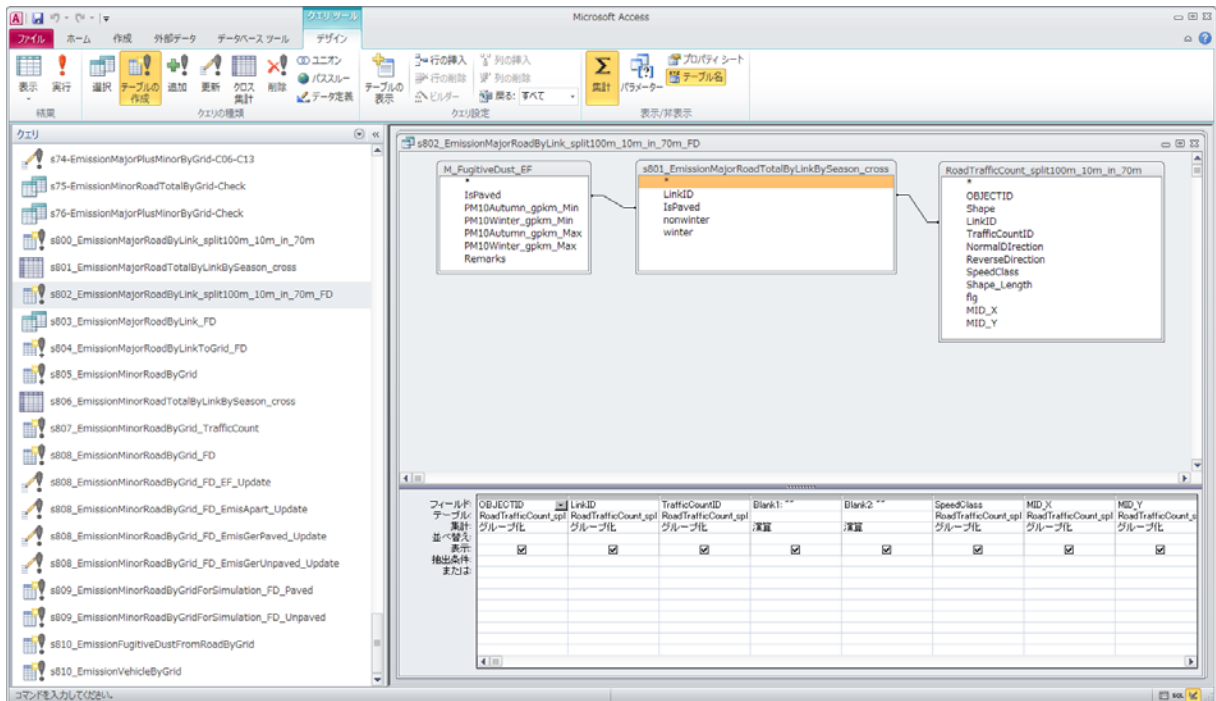 クエリ ツール
Microsoft Access
ファイル ホーム 作成 外部データ データベース ツール デザイン
表示
実行
選択
テーブルの作成
追加
更新
クロス集計
削除
ユニオン
パススルー
データ定義
テーブルの表示
行の挿入
行の削除
ビルダー
列の挿入
列の削除
戻る: すべて
集計
パラメーター
プロパティ シート
テーブル名
結果 クエリの種類 クエリ設定 表示/非表示
クエリ
s74-EmissionMajorPlusMinorByGrid-C06-C13
s75-EmissionMinorRoadTotalByGrid-Check
s76-EmissionMajorPlusMinorByGrid-Check
s800_EmissionMajorRoadByLink_split100m_10m_in_70m
s801_EmissionMajorRoadTotalByLinkBySeason_cross
s802_EmissionMajorRoadByLink_split100m_10m_in_70m_FD
s803_EmissionMajorRoadByLink_FD
s804_EmissionMajorRoadByLinkToGrid_FD
s805_EmissionMinorRoadByGrid
s806_EmissionMinorRoadTotalByLinkBySeason_cross
s807_EmissionMinorRoadByGrid_TrafficCount
s808_EmissionMinorRoadByGrid_FD
s808_EmissionMinorRoadByGrid_FD_EF_Update
s808_EmissionMinorRoadByGrid_FD_EmisApart_Update
s808_EmissionMinorRoadByGrid_FD_EmisGerPaved_Update
s808_EmissionMinorRoadByGrid_FD_EmisGerUnpaved_Update
s809_EmissionMinorRoadByGridForSimulation_FD_Paved
s809_EmissionMinorRoadByGridForSimulation_FD_Unpaved
s810_EmissionFugitiveDustFromRoadByGrid
s810_EmissionVehicleByGrid
s802_EmissionMajorRoadByLink_split100m_10m_in_70m_FD
M_FugitiveDust_EF
*
IsPaved
PM10Autumn_gpkm_Min
PM10Winter_gpkm_Min
PM10Autumn_gpkm_Max
PM10Winter_gpkm_Max
Remarks
s801_EmissionMajorRoadTotalByLinkBySeason_cross
*
LinkID
IsPaved
nonwinter
winter
RoadTrafficCount_split100m_10m_in_70m
*
OBJECTID
Shape
LinkID
TrafficCountID
NormalDIrection
ReverseDirection
SpeedClass
Shape_Length
flg
MID_X
MID_Y
フィールド: OBJECTID LinkID TrafficCountID Blank1: "" Blank2: "" SpeedClass MID_X MID_Y
テーブル: RoadTrafficCount_spl RoadTrafficCount_spl RoadTrafficCount_spl RoadTrafficCount_spl RoadTrafficCount_spl RoadTrafficCount_s
集計: グループ化 グループ化 グループ化 演算 演算 グループ化 グループ化 グループ化
並べ替え:
表示:
抽出条件:
または:
コマンドを入力してください。
SQL